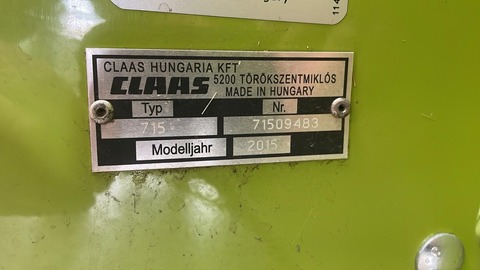 CLAAS HUNGARIA KFT
CLAAS 5200 TÖRÖKSZENTMIKLÓS
MADE IN HUNGARY
Typ Nr.
715 71509483
Modelljahr 2015